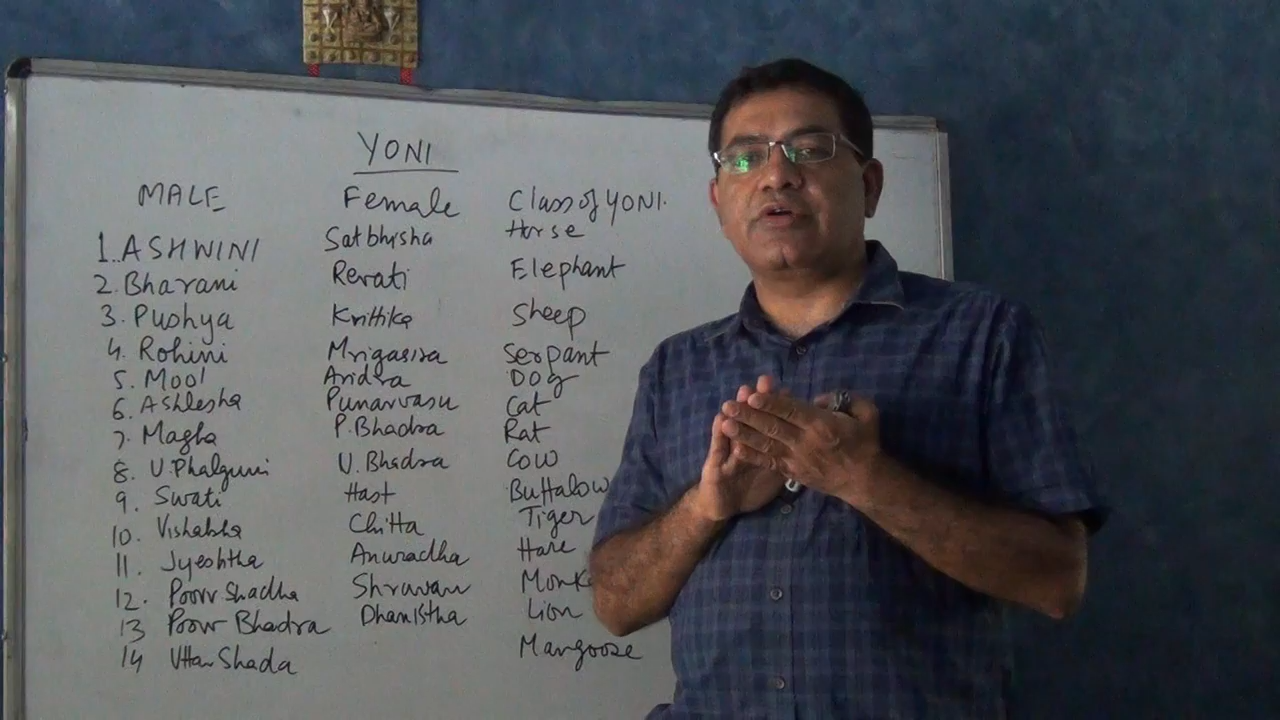 YONI
MALE Female Class of YONI.
1. ASHWINI Satbhisha Horse
2. Bharani Revati Elephant
3. Pushya Krittika Sheep
4. Rohini Mrigasira Serpant
5. Mool Aridra Dog
6. Ashlesha Punarvasu Cat
7. Magha P. Bhadra Rat
8. U. Phalguni U. Bhadra Cow
9. Swati Hast Buffalow
10. Vishakha Chitta Tiger
11. Jyeshtha Anuradha Hare
12. Poorv Shadha Shravan Monke
13 Poorv Bhadra Dhanistha Lion
14 Uttar Shada Mangoose